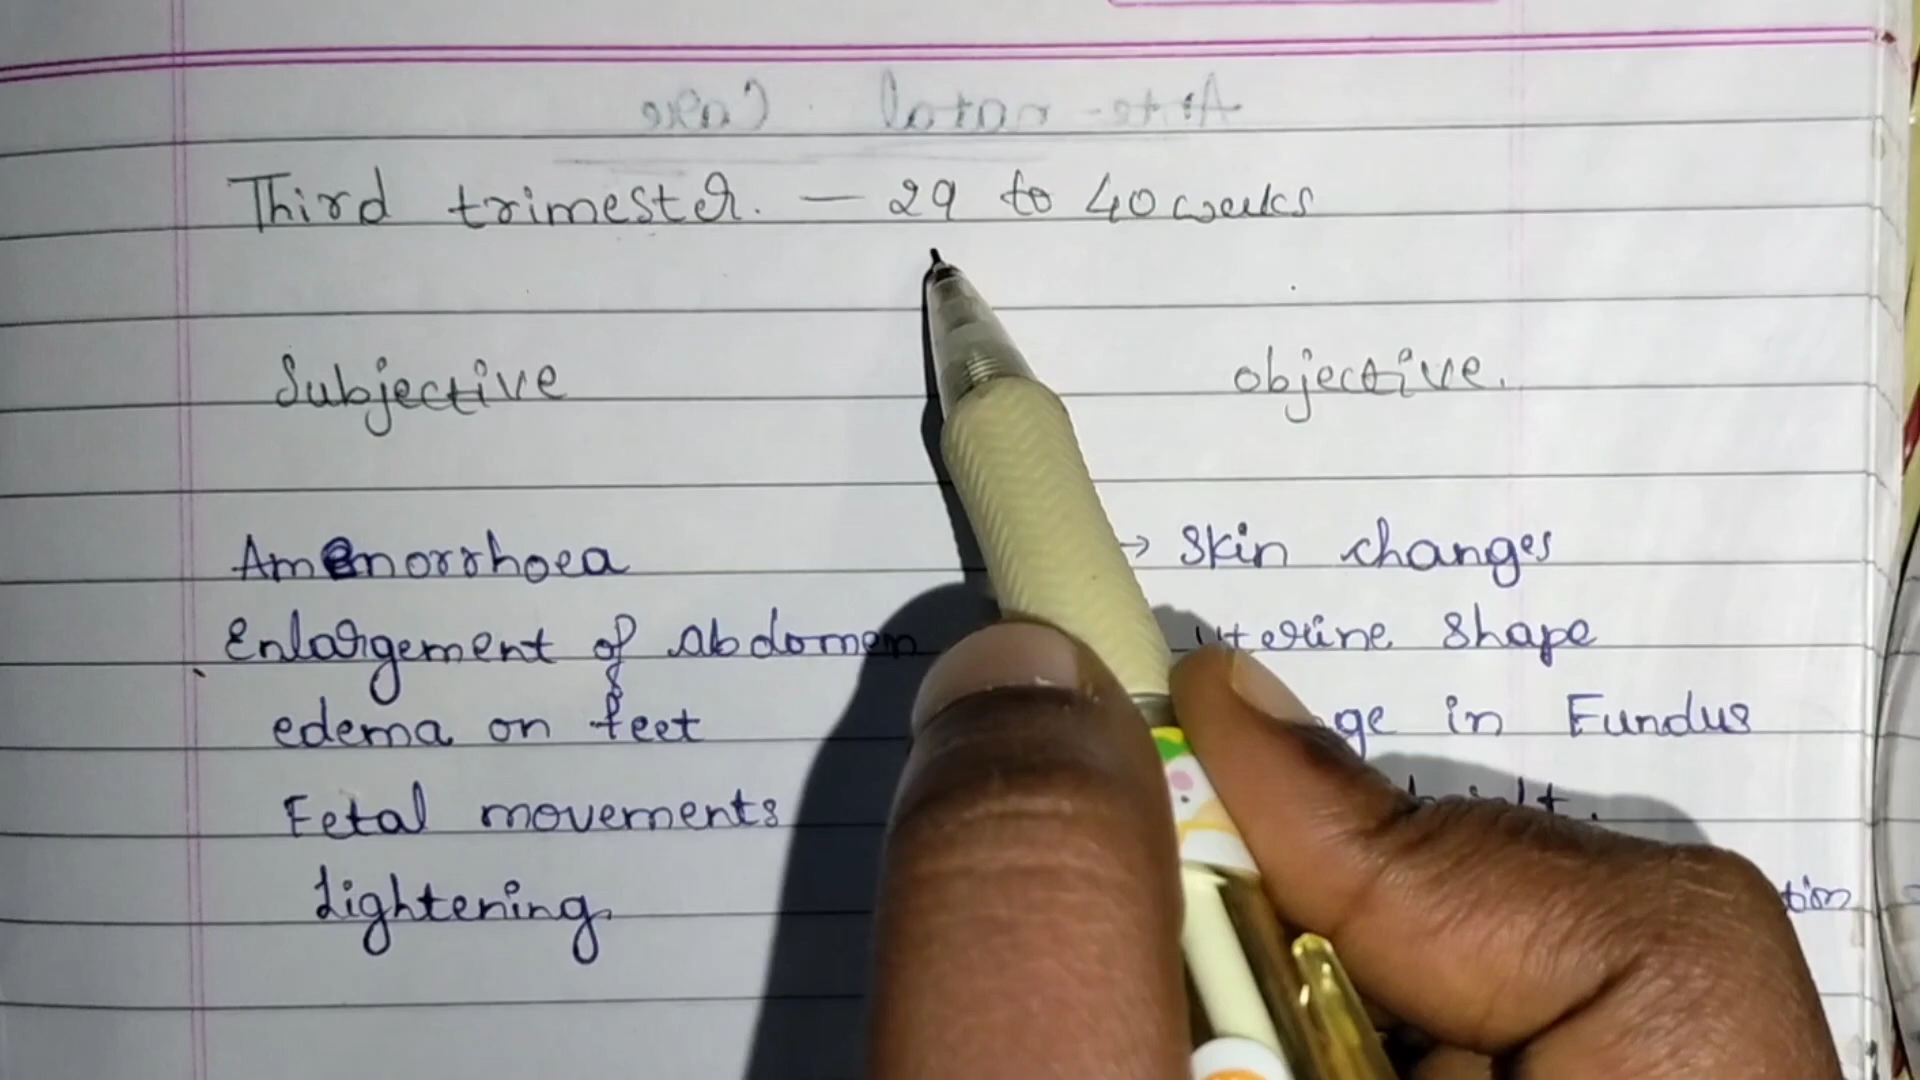 Third trimester. - 29 to 40 weeks
Subjective
objective.
Amenorrhoea
→ Skin changes
Enlargement of abdomen
uterine shape
edema on feet
in Fundus
Fetal movements
Lightening